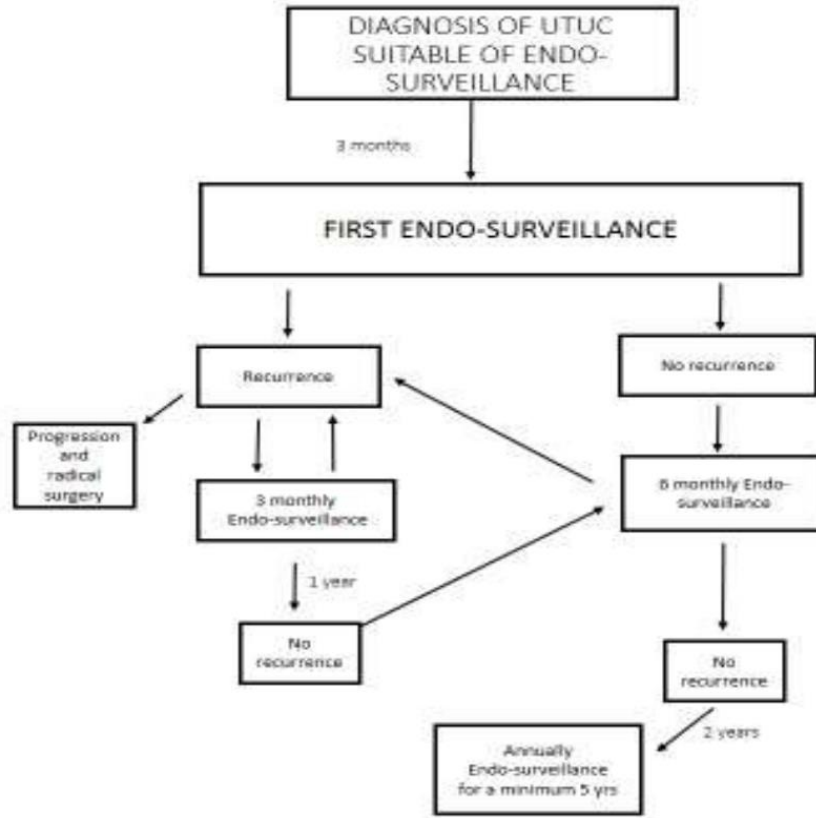 DIAGNOSIS OF UTUC
SUITABLE OF ENDO-
SURVEILLANCE
3 months
FIRST ENDO-SURVEILLANCE
Recurrence
No recurrence
Progression
and
radical
surgery
3 monthly
Endo-surveillance
6 monthly Endo-
surveillance
1 year
No
recurrence
No
recurrence
2 years
Annually
Endo-surveillance
for a minimum 5 yrs